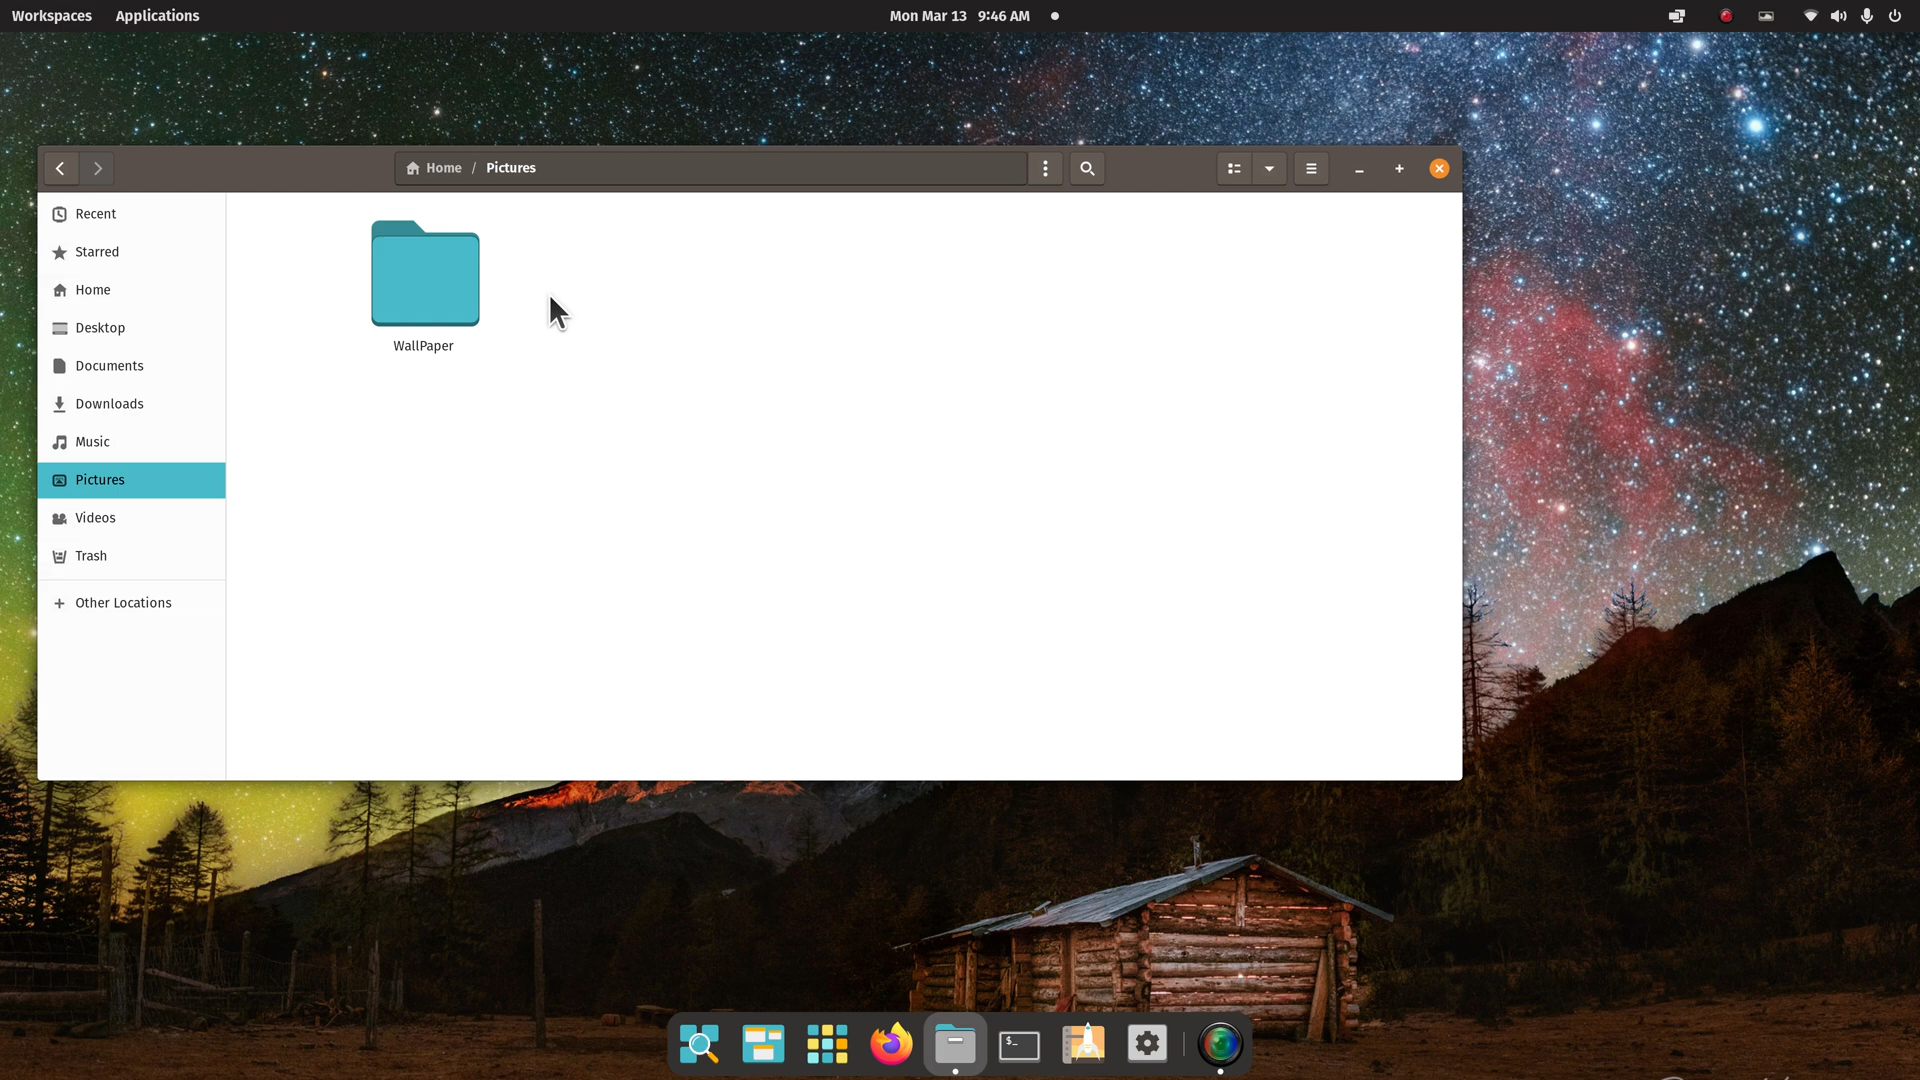 Workspaces Applications Mon Mar 13 9:46 AM
Home / Pictures
Recent
Starred
Home
Desktop
Documents
Downloads
Music
Pictures
Videos
Trash
Other Locations
WallPaper
$_